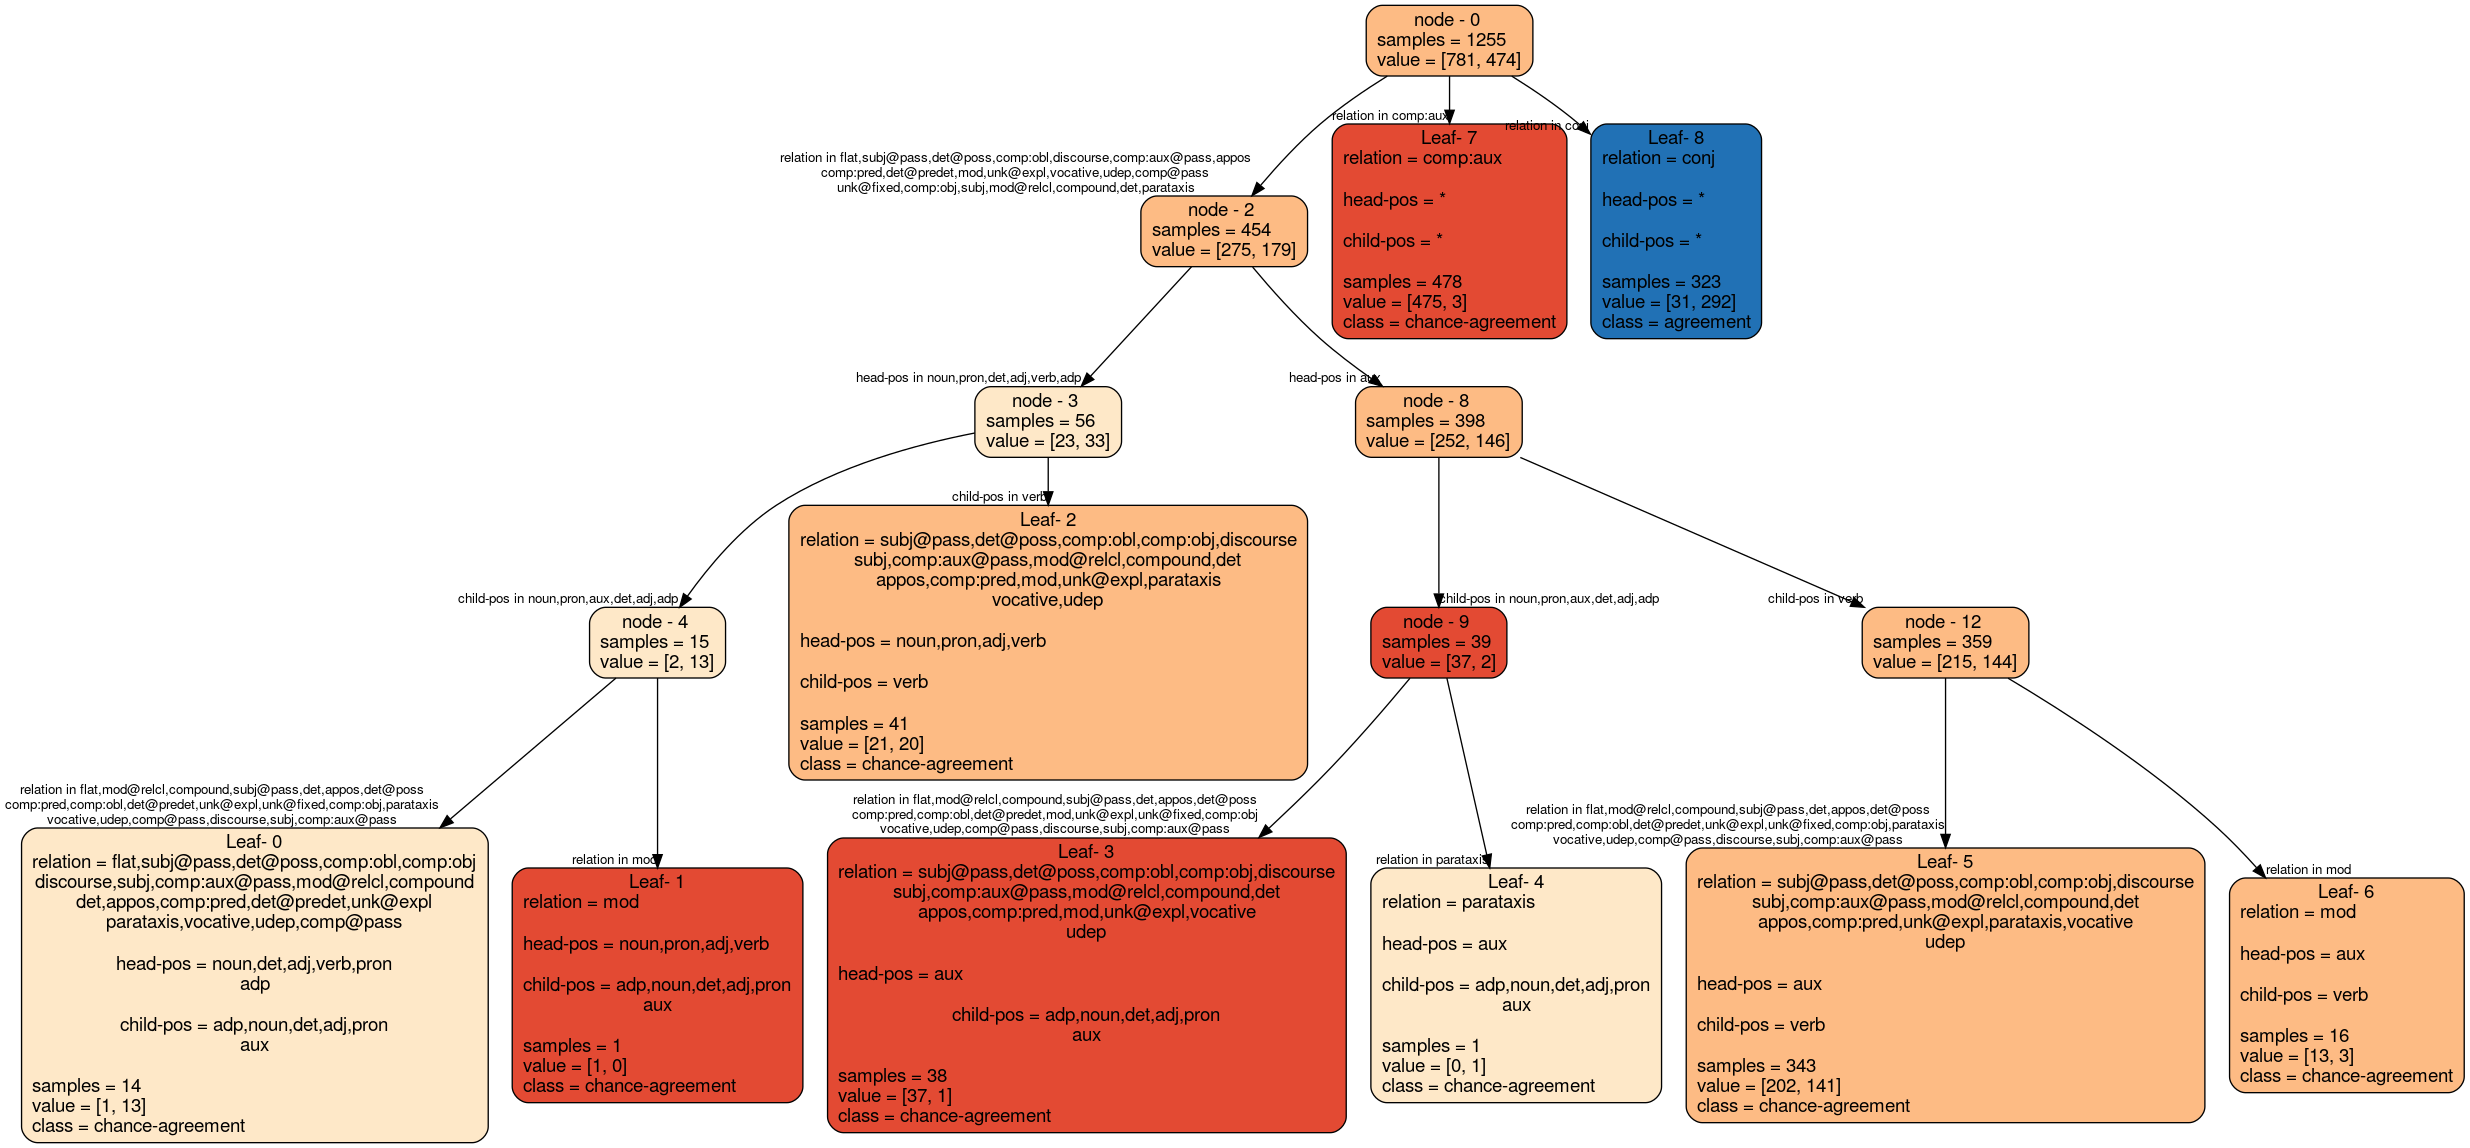 node - 0
samples = 1255
value = [781, 474]
relation in comp:aux
relation in conj
relation in flat,subj@pass,det@poss,comp:obl,discourse,comp:aux@pass,appos
comp:pred,det@predet,mod,unk@expl,vocative,udep,comp@pass
unk@fixed,comp:obj,subj,mod@relcl,compound,det,parataxis
Leaf- 7
relation = comp:aux
head-pos = *
child-pos = *
samples = 478
value = [475, 3]
class = chance-agreement
Leaf- 8
relation = conj
head-pos = *
child-pos = *
samples = 323
value = [31, 292]
class = agreement
node - 2
samples = 454
value = [275, 179]
head-pos in noun,pron,det,adj,verb,adp
head-pos in aux
node - 3
samples = 56
value = [23, 33]
node - 8
samples = 398
value = [252, 146]
child-pos in verb
Leaf- 2
relation = subj@pass,det@poss,comp:obl,comp:obj,discourse
subj,comp:aux@pass,mod@relcl,compound,det
appos,comp:pred,mod,unk@expl,parataxis
vocative,udep
head-pos = noun,pron,adj,verb
child-pos = verb
samples = 41
value = [21, 20]
class = chance-agreement
child-pos in noun,pron,aux,det,adj,adp
node - 4
samples = 15
value = [2, 13]
child-pos in noun,pron,aux,det,adj,adp
node - 9
samples = 39
value = [37, 2]
child-pos in verb
node - 12
samples = 359
value = [215, 144]
relation in flat,mod@relcl,compound,subj@pass,det,appos,det@poss
comp:pred,comp:obl,det@predet,unk@expl,unk@fixed,comp:obj,parataxis
vocative,udep,comp@pass,discourse,subj,comp:aux@pass
Leaf- 0
relation = flat,subj@pass,det@poss,comp:obl,comp:obj
discourse,subj,comp:aux@pass,mod@relcl,compound
det,appos,comp:pred,det@predet,unk@expl
parataxis,vocative,udep,comp@pass
head-pos = noun,det,adj,verb,pron
adp
child-pos = adp,noun,det,adj,pron
aux
samples = 14
value = [1, 13]
class = chance-agreement
relation in mod
Leaf- 1
relation = mod
head-pos = noun,pron,adj,verb
child-pos = adp,noun,det,adj,pron
aux
samples = 1
value = [1, 0]
class = chance-agreement
relation in flat,mod@relcl,compound,subj@pass,det,appos,det@poss
comp:pred,comp:obl,det@predet,mod,unk@expl,unk@fixed,comp:obj
vocative,udep,comp@pass,discourse,subj,comp:aux@pass
Leaf- 3
relation = subj@pass,det@poss,comp:obl,comp:obj,discourse
subj,comp:aux@pass,mod@relcl,compound,det
appos,comp:pred,mod,unk@expl,vocative
udep
head-pos = aux
child-pos = adp,noun,det,adj,pron
aux
samples = 38
value = [37, 1]
class = chance-agreement
relation in parataxis
Leaf- 4
relation = parataxis
head-pos = aux
child-pos = adp,noun,det,adj,pron
aux
samples = 1
value = [0, 1]
class = chance-agreement
relation in flat,mod@relcl,compound,subj@pass,det,appos,det@poss
comp:pred,comp:obl,det@predet,unk@expl,unk@fixed,comp:obj,parataxis
vocative,udep,comp@pass,discourse,subj,comp:aux@pass
Leaf- 5
relation = subj@pass,det@poss,comp:obl,comp:obj,discourse
subj,comp:aux@pass,mod@relcl,compound,det
appos,comp:pred,unk@expl,parataxis,vocative
udep
head-pos = aux
child-pos = verb
samples = 343
value = [202, 141]
class = chance-agreement
relation in mod
Leaf- 6
relation = mod
head-pos = aux
child-pos = verb
samples = 16
value = [13, 3]
class = chance-agreement